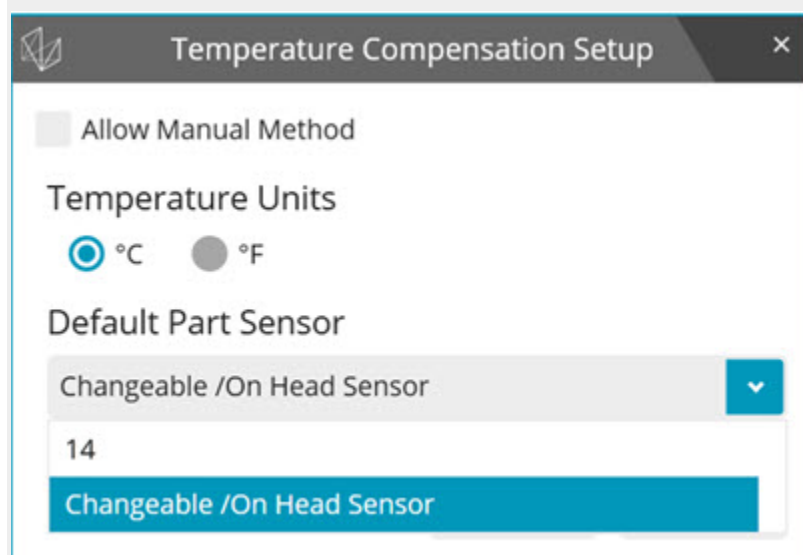 Temperature Compensation Setup ×
Allow Manual Method
Temperature Units
°C °F
Default Part Sensor
Changeable /On Head Sensor
14
Changeable /On Head Sensor